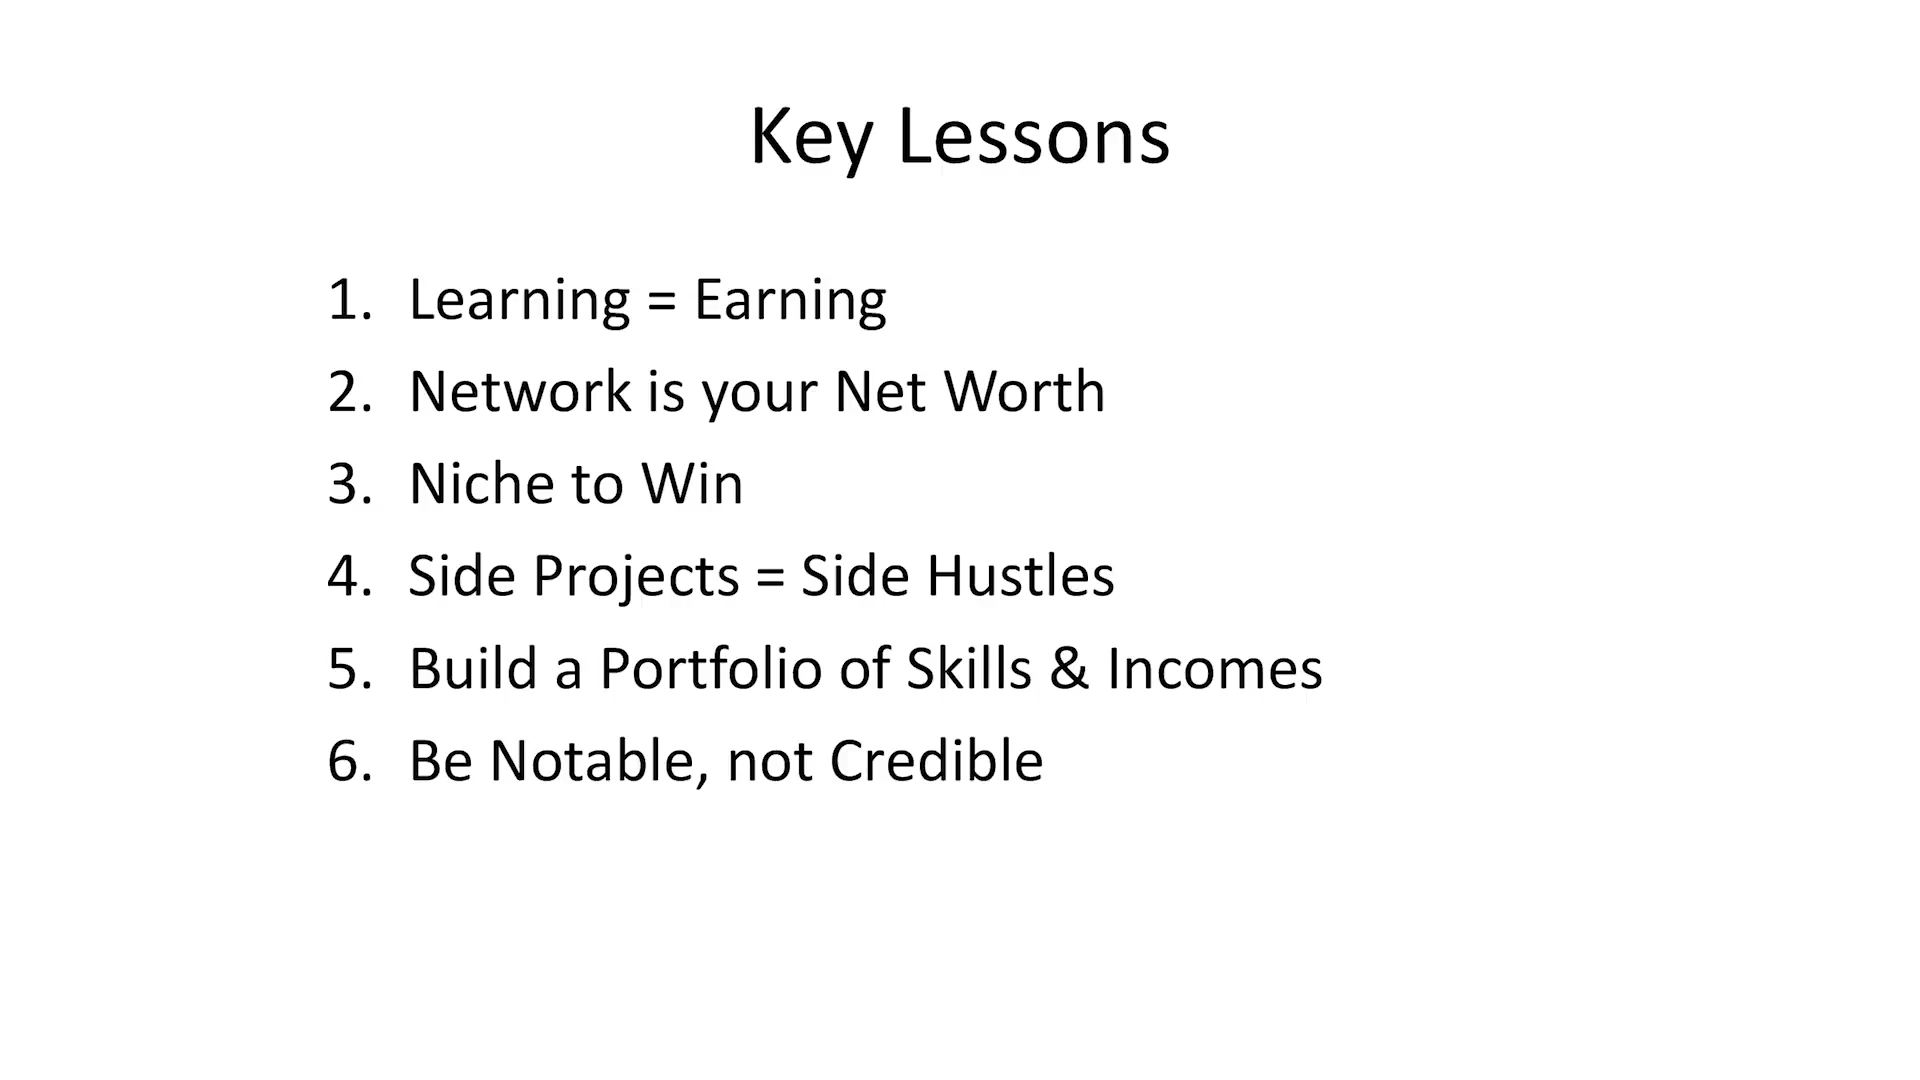 Key Lessons
1. Learning = Earning
2. Network is your Net Worth
3. Niche to Win
4. Side Projects = Side Hustles
5. Build a Portfolio of Skills & Incomes
6. Be Notable, not Credible